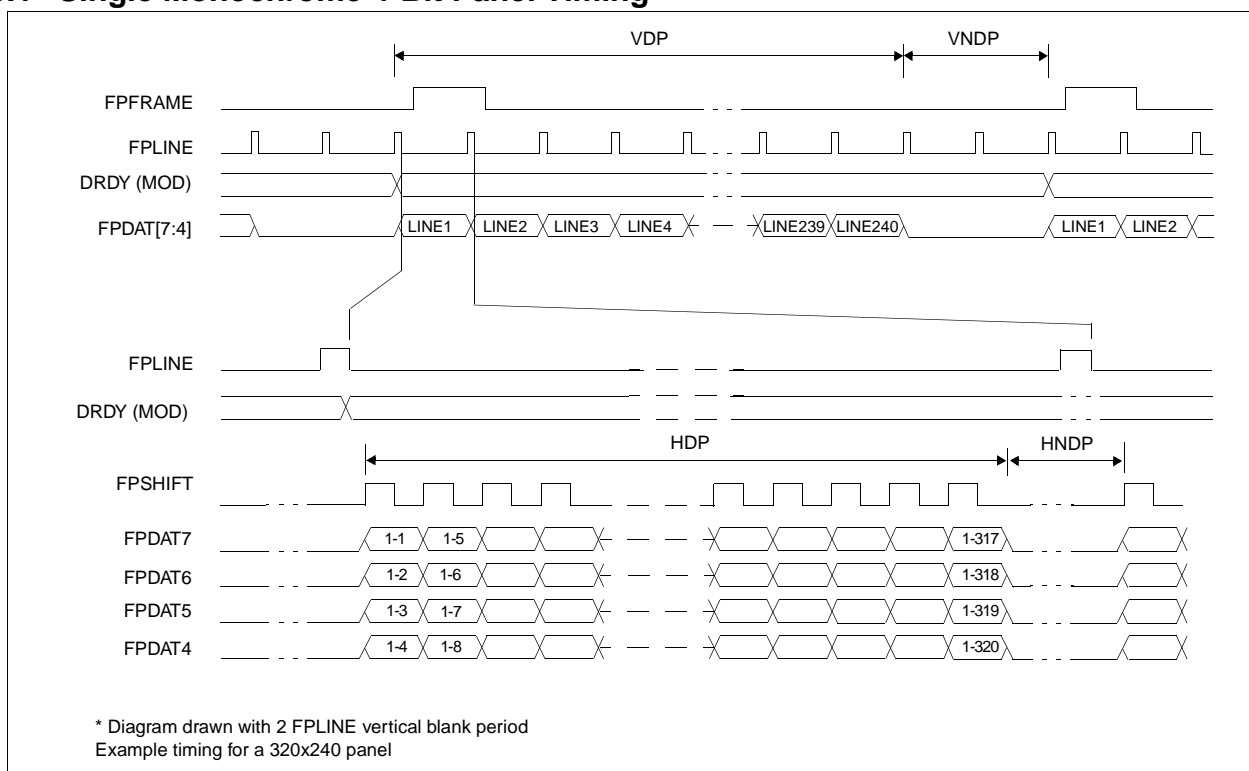 Single Monochrome 4-Bit Panel Timing
VDP VNDP
FPFRAME
FPLINE
DRDY (MOD)
FPDAT[7:4] LINE1 LINE2 LINE3 LINE4 LINE239 LINE240 LINE1 LINE2
FPLINE
DRDY (MOD)
HDP HNDP
FPSHIFT
FPDAT7 1-1 1-5 1-317
FPDAT6 1-2 1-6 1-318
FPDAT5 1-3 1-7 1-319
FPDAT4 1-4 1-8 1-320
* Diagram drawn with 2 FPLINE vertical blank period
Example timing for a 320x240 panel